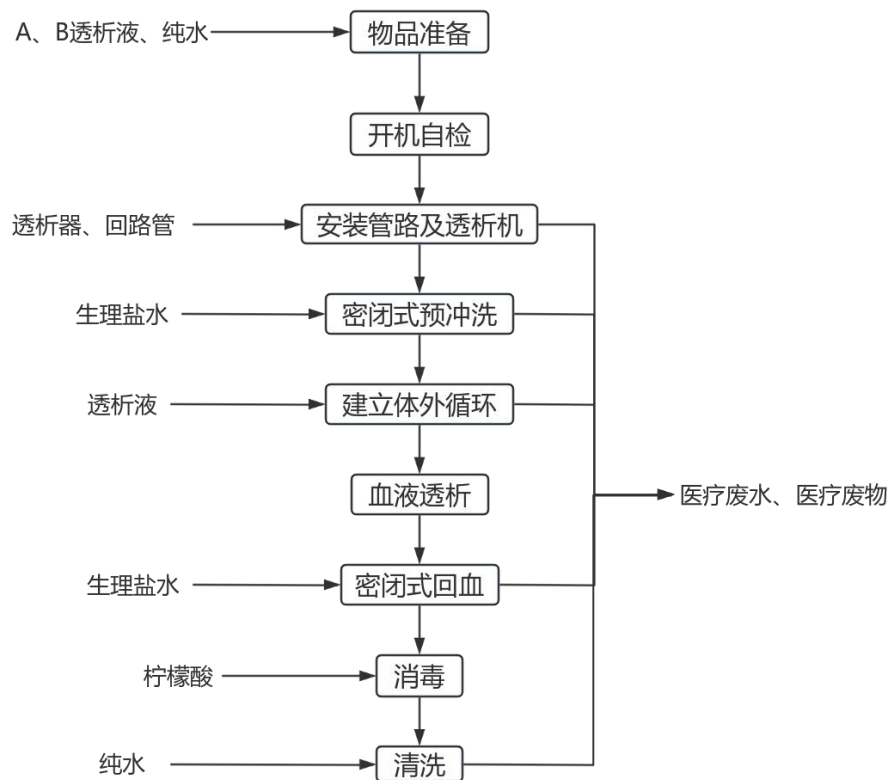 A、B透析液、纯水
物品准备
开机自检
透析器、回路管
安装管路及透析机
生理盐水
密闭式预冲洗
透析液
建立体外循环
血液透析
医疗废水、医疗废物
生理盐水
密闭式回血
柠檬酸
消毒
纯水
清洗